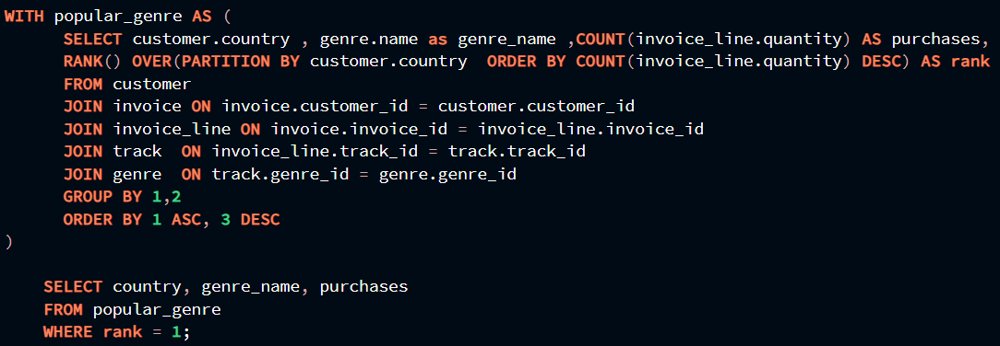 WITH popular_genre AS (
SELECT customer.country , genre.name as genre_name ,COUNT(invoice_line.quantity) AS purchases,
RANK() OVER(PARTITION BY customer.country  ORDER BY COUNT(invoice_line.quantity) DESC) AS rank
FROM customer
JOIN invoice ON invoice.customer_id = customer.customer_id
JOIN invoice_line ON invoice.invoice_id = invoice_line.invoice_id
JOIN track  ON invoice_line.track_id = track.track_id
JOIN genre  ON track.genre_id = genre.genre_id
GROUP BY 1,2
ORDER BY 1 ASC, 3 DESC
)
SELECT country, genre_name, purchases
FROM popular_genre
WHERE rank = 1;